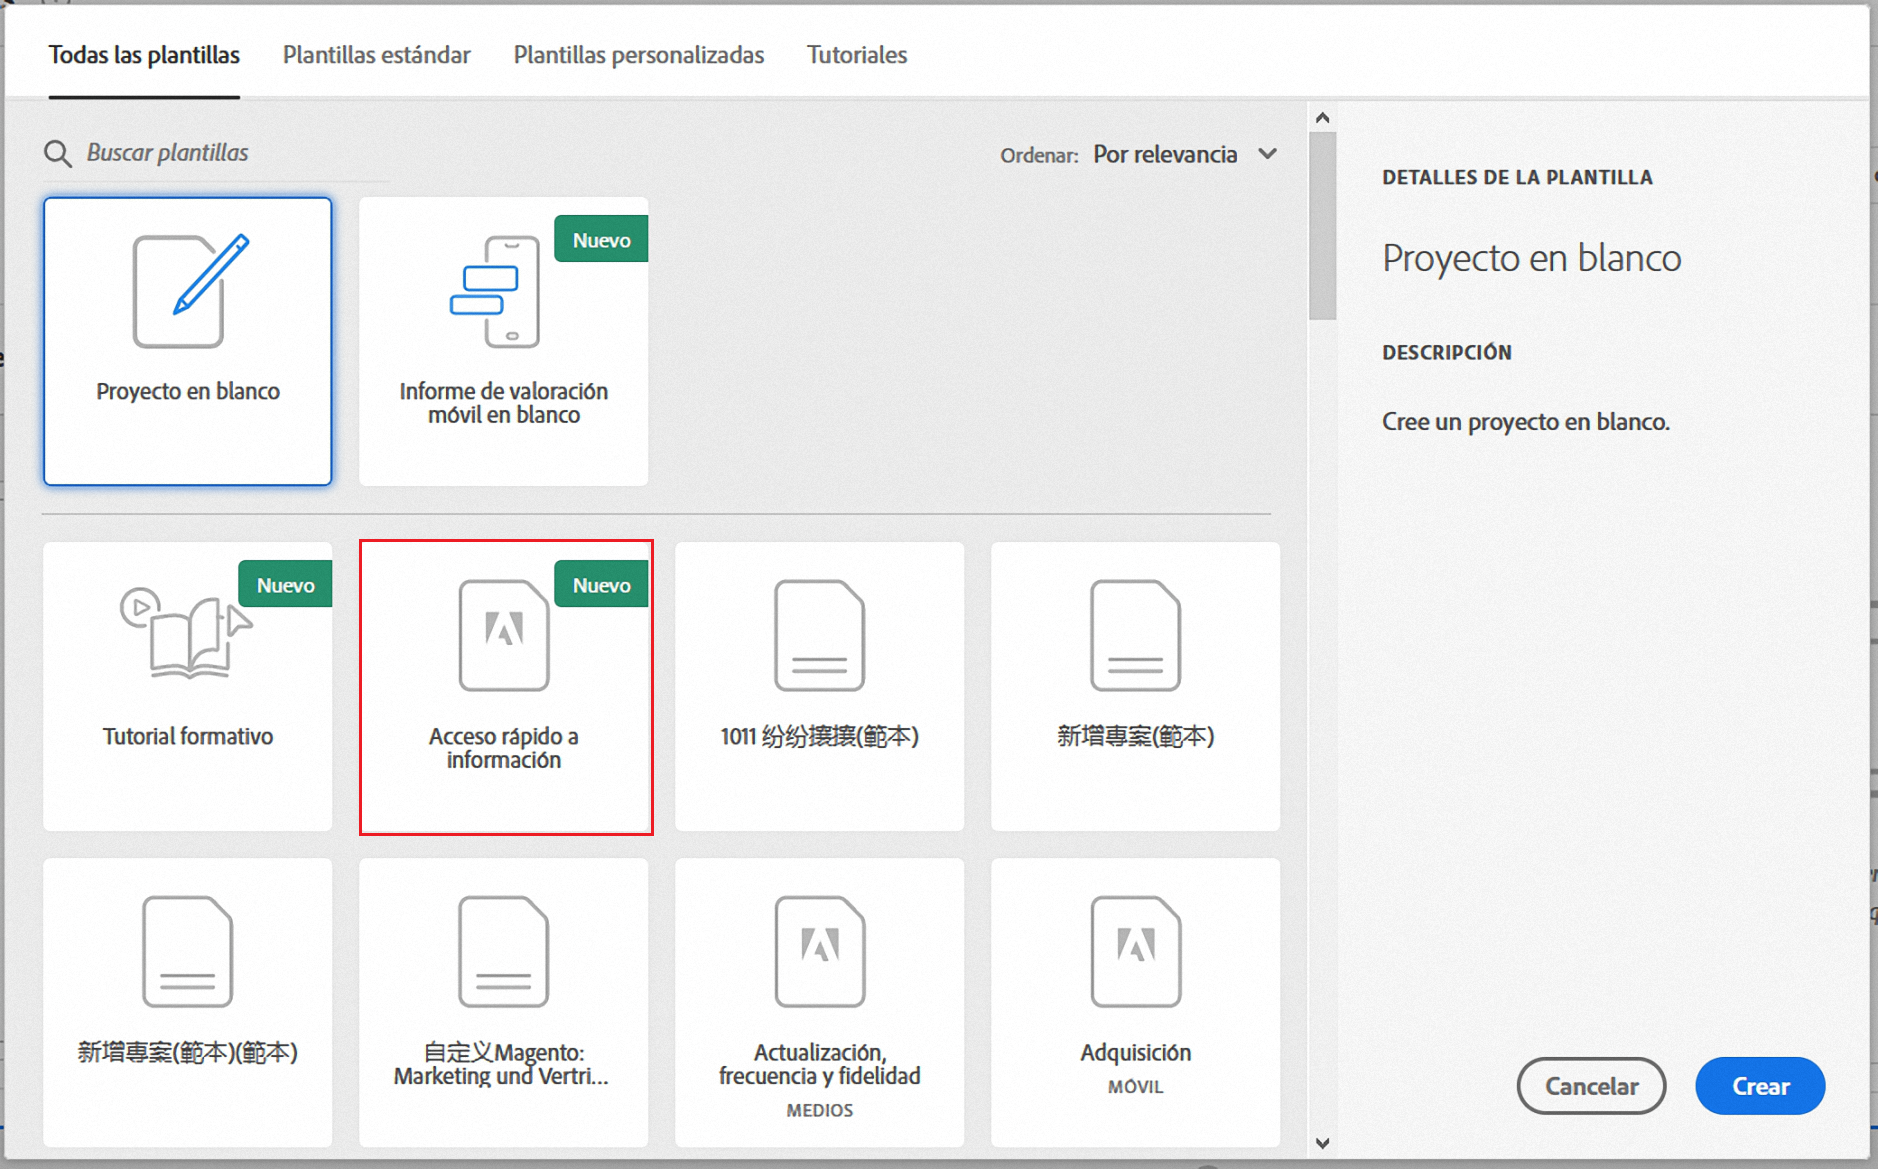 Todas las plantillas
Plantillas estándar
Plantillas personalizadas
Tutoriales
Buscar plantillas
Ordenar: Por relevancia
Proyecto en blanco
Nuevo
Informe de valoración
móvil en blanco
Nuevo
Tutorial formativo
Nuevo
Acceso rápido a
información
1011 纷纷攘攘(範本)
新增專案(範本)
新增專案(範本)(範本)
自定义Magento:
Marketing und Vertri...
Actualización,
frecuencia y fidelidad
MEDIOS
Adquisición
MÓVIL
DETALLES DE LA PLANTILLA
Proyecto en blanco
DESCRIPCIÓN
Cree un proyecto en blanco.
Cancelar
Crear